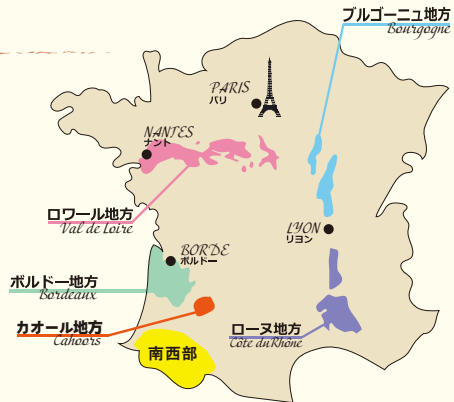 ブルゴーニュ地方
Bourgogne
PARIS
パリ
NANTES
ナント
ロワール地方
Val de Loire
LYON
リヨン
BORDE
ボルドー
ボルドー地方
Bordeaux
カオール地方
Cahoors
ローヌ地方
Côte du Rhône
南西部